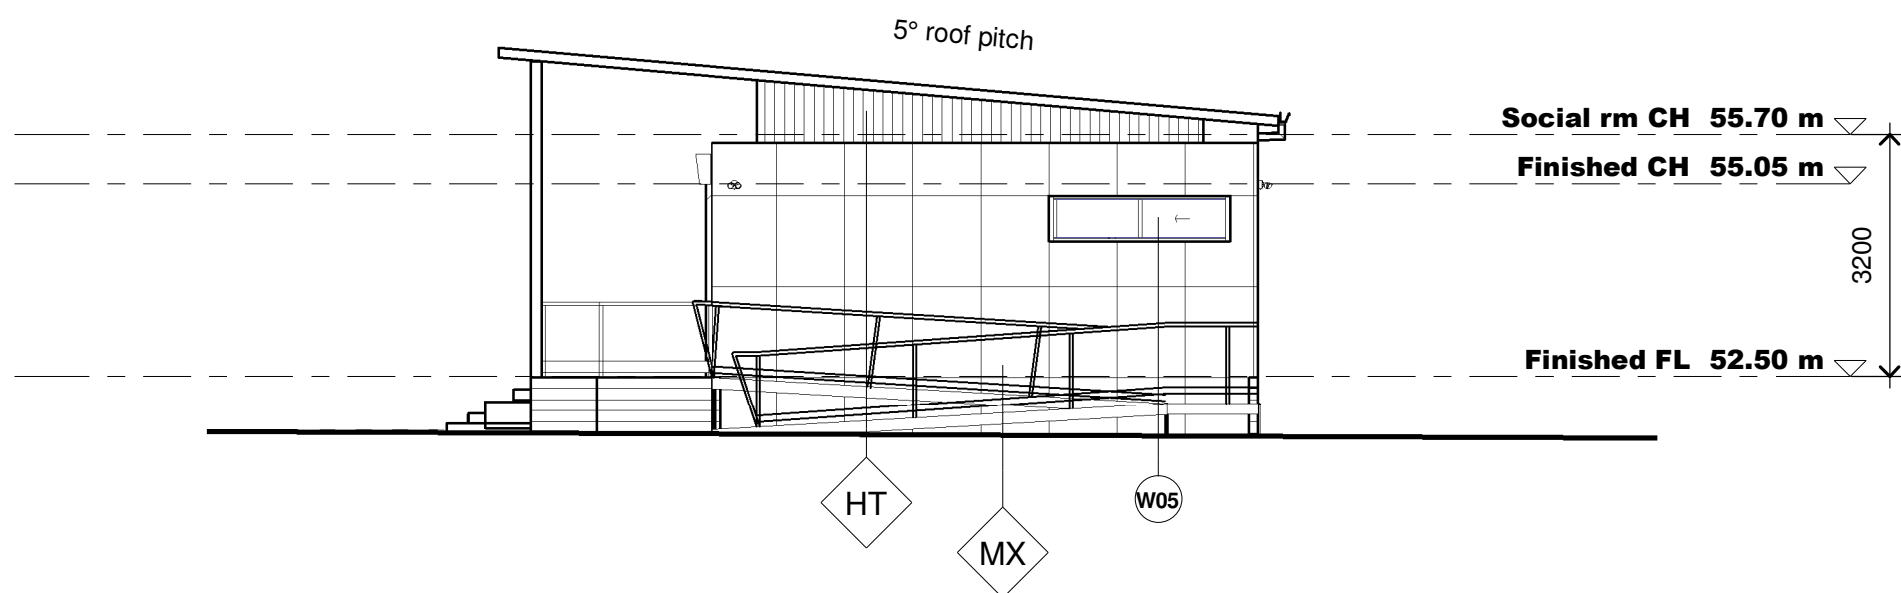 5° roof pitch
Social rm CH 55.70 m
Finished CH 55.05 m
3200
Finished FL 52.50 m
HT
W05
MX